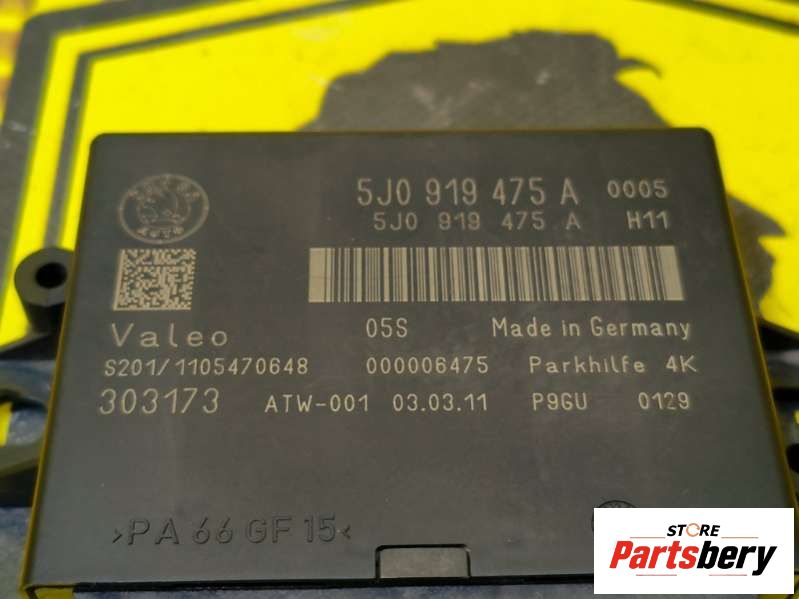 5J0 919 475 A 0005
5J0 919 475 A H11
Valeo 05S Made in Germany
S201/1105470648 000006475 Parkhilfe 4K
303173 ATW-001 03.03.11 P9GU 0129
>PA 66 GF 15<
STORE
Partsbery